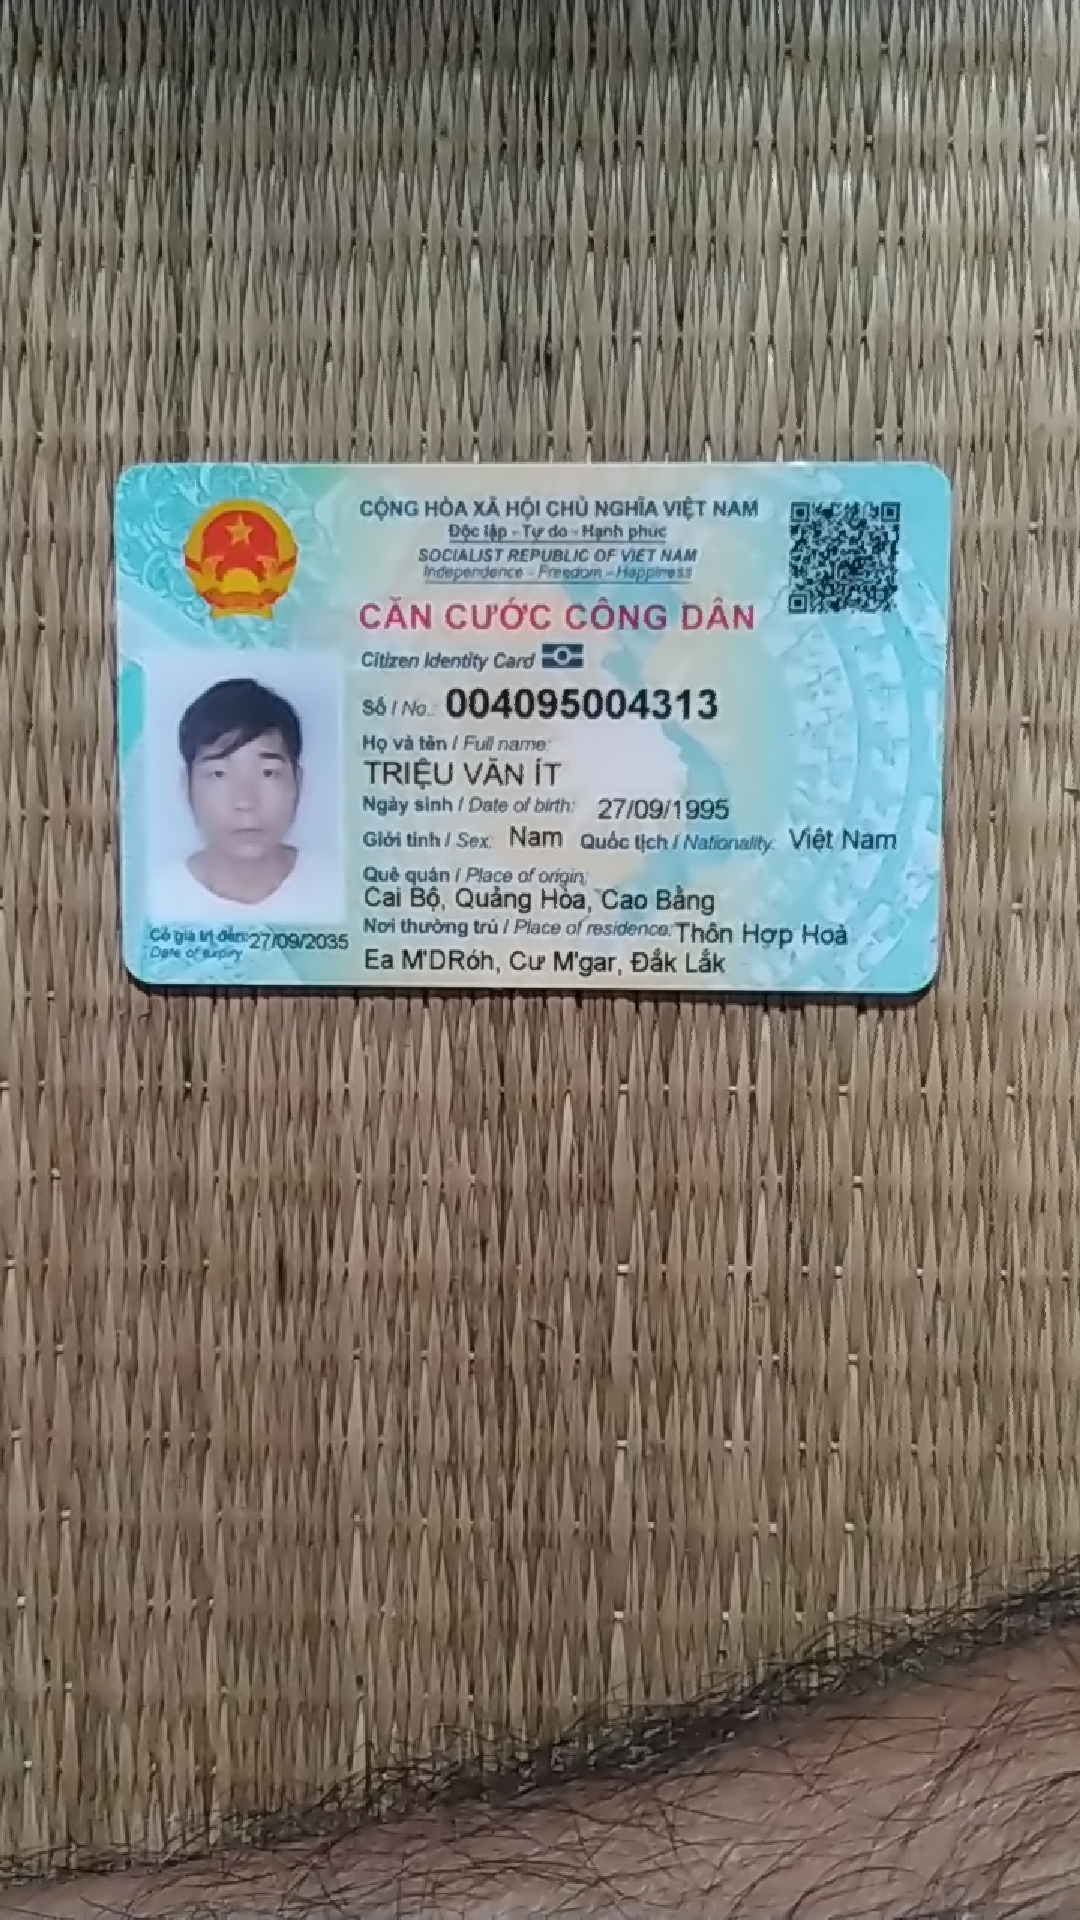 CỘNG HÒA XÃ HỘI CHỦ NGHĨA VIỆT NAM
Độc lập - Tự do - Hạnh phúc
SOCIALIST REPUBLIC OF VIET NAM
Independence - Freedom - Happiness
CĂN CƯỚC CÔNG DÂN
Citizen Identity Card
Số / No.: 004095004313
Họ và tên / Full name:
TRIỆU VĂN ÍT
Ngày sinh / Date of birth: 27/09/1995
Giới tính / Sex: Nam Quốc tịch / Nationality: Việt Nam
Quê quán / Place of origin:
Cai Bộ, Quảng Hòa, Cao Bằng
Nơi thường trú / Place of residence: Thôn Hợp Hoà
Ea M'DRóh, Cư M'gar, Đắk Lắk
Có giá trị đến: 27/09/2035
Date of expiry